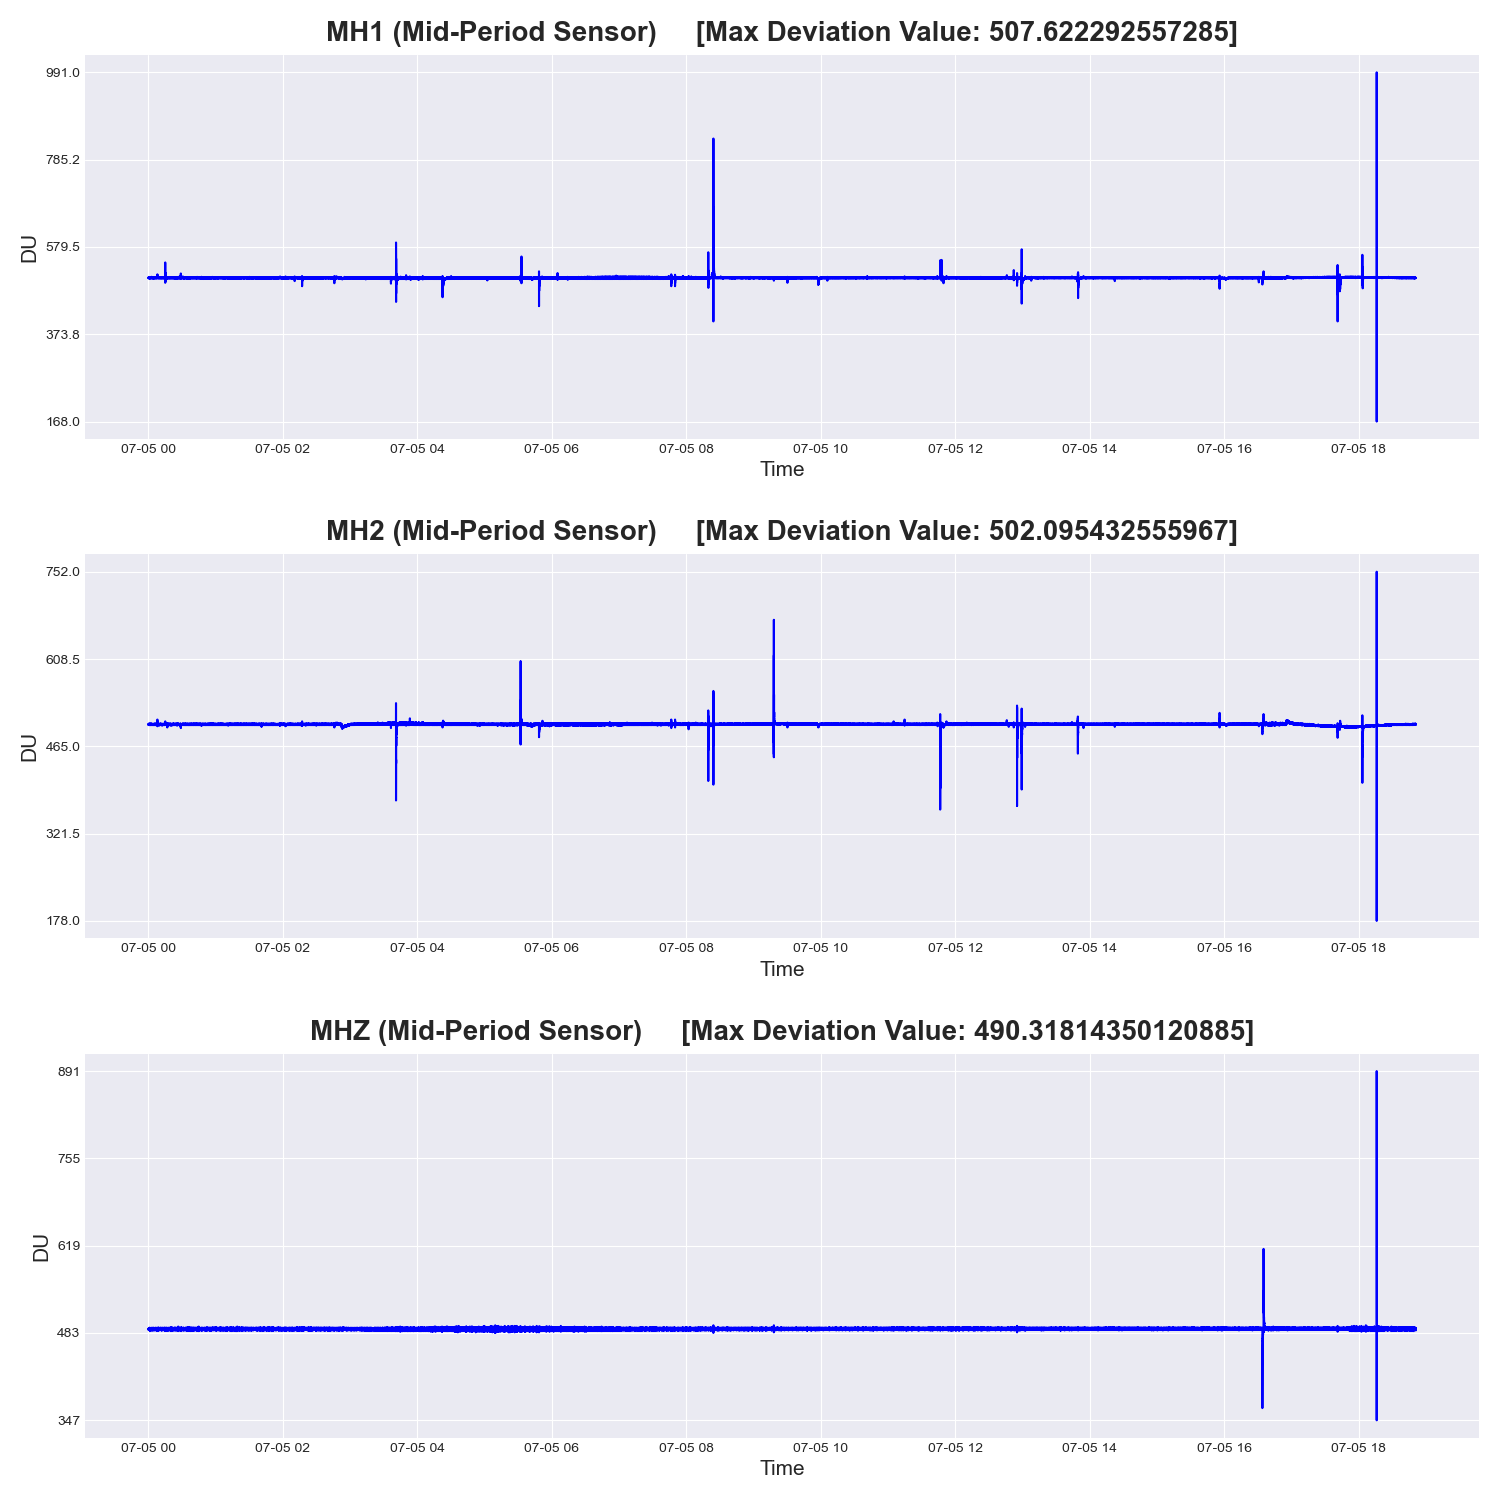 MH1 (Mid-Period Sensor) [Max Deviation Value: 507.622292557285]
991.0
785.2
579.5
373.8
168.0
DU
07-05 00 07-05 02 07-05 04 07-05 06 07-05 08 07-05 10 07-05 12 07-05 14 07-05 16 07-05 18
Time
MH2 (Mid-Period Sensor) [Max Deviation Value: 502.095432555967]
752.0
608.5
465.0
321.5
178.0
DU
07-05 00 07-05 02 07-05 04 07-05 06 07-05 08 07-05 10 07-05 12 07-05 14 07-05 16 07-05 18
Time
MHZ (Mid-Period Sensor) [Max Deviation Value: 490.31814350120885]
891
755
619
483
347
DU
07-05 00 07-05 02 07-05 04 07-05 06 07-05 08 07-05 10 07-05 12 07-05 14 07-05 16 07-05 18
Time